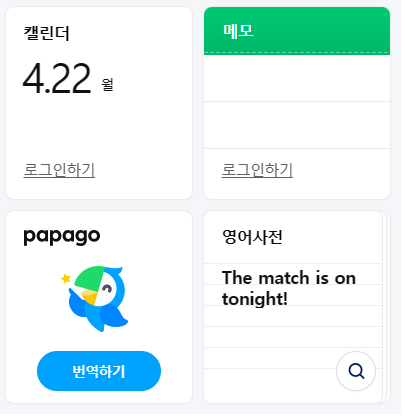 캘린더
4.22 월
로그인하기
메모
로그인하기
papago
번역하기
영어사전
The match is on
tonight!